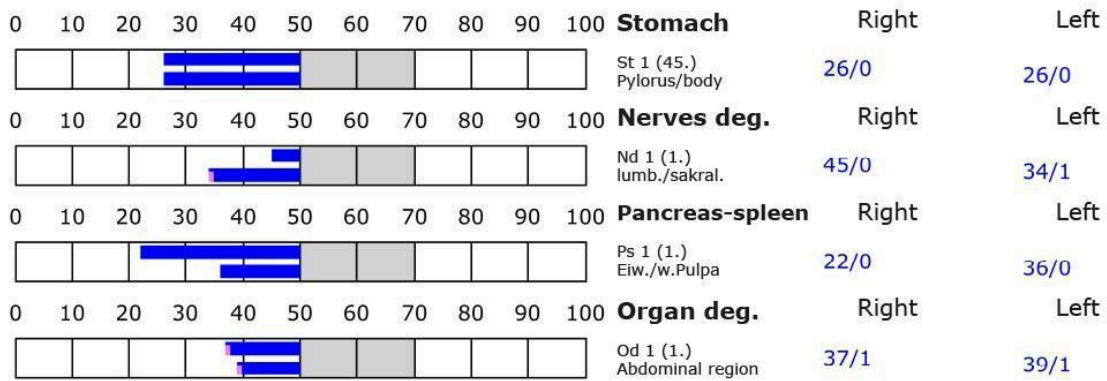 0 10 20 30 40 50 60 70 80 90 100 Stomach Right Left
St 1 (45.)
Pylorus/body
26/0 26/0
0 10 20 30 40 50 60 70 80 90 100 Nerves deg. Right Left
Nd 1 (1.)
lumb./sakral.
45/0 34/1
0 10 20 30 40 50 60 70 80 90 100 Pancreas-spleen Right Left
Ps 1 (1.)
Eiw./w.Pulpa
22/0 36/0
0 10 20 30 40 50 60 70 80 90 100 Organ deg. Right Left
Od 1 (1.)
Abdominal region
37/1 39/1